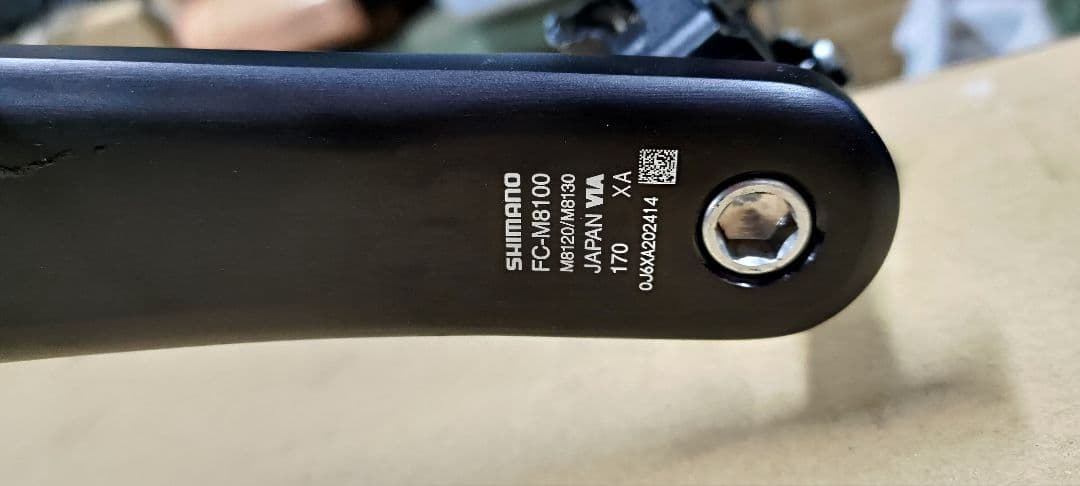 SHIMANO
FC-M8100
M8120/M8130
JAPAN VIA
170 XA
0J6XA202414